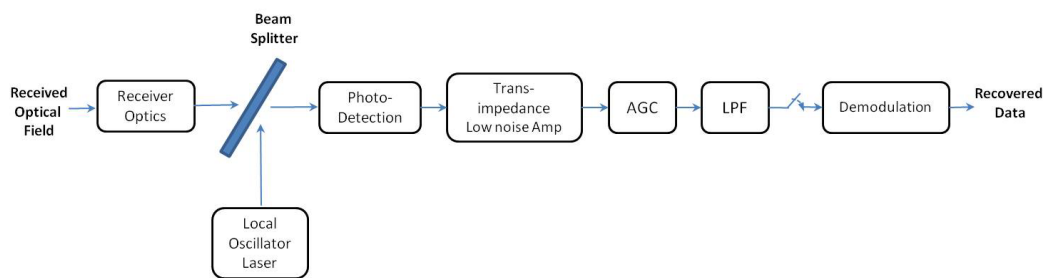 Beam
Splitter
Received
Optical
Field
Receiver
Optics
Photo-
Detection
Trans-
impedance
Low noise Amp
AGC
LPF
Demodulation
Recovered
Data
Local
Oscillator
Laser